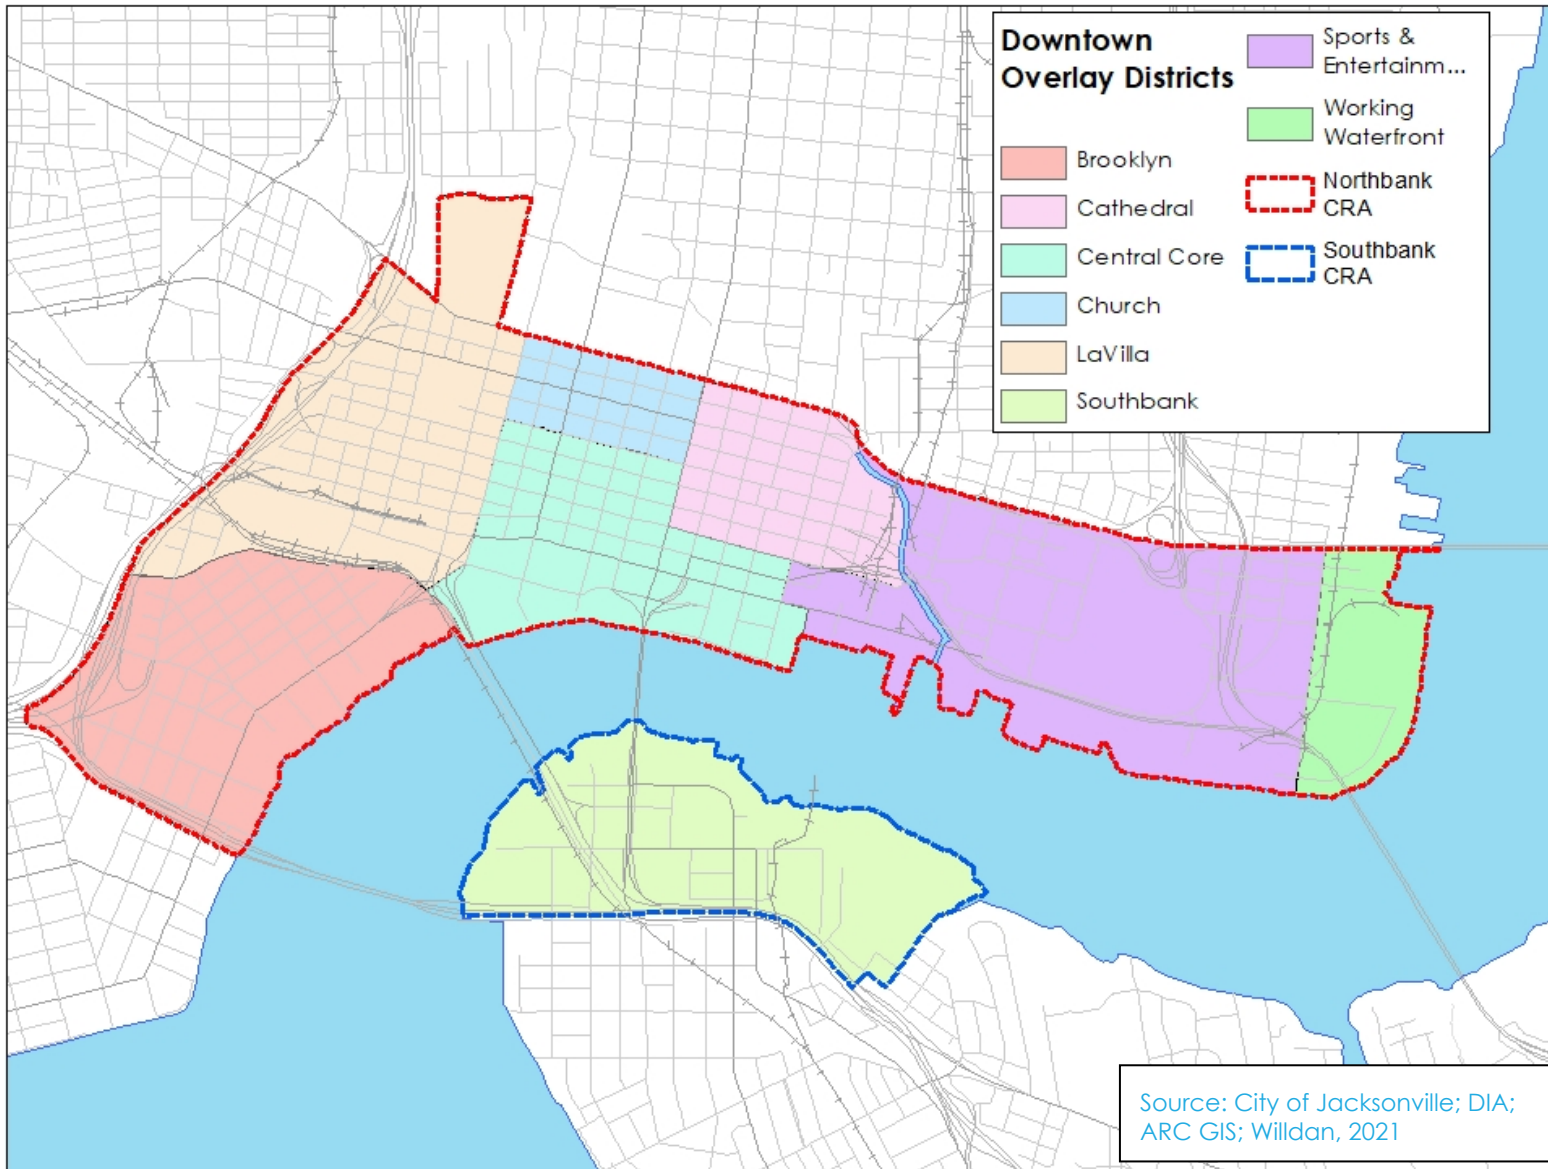 Downtown
Overlay Districts
Brooklyn
Cathedral
Central Core
Church
LaVilla
Southbank
Sports &
Entertainm...
Working
Waterfront
Northbank
CRA
Southbank
CRA
Source: City of Jacksonville; DIA;
ARC GIS; Willdan, 2021